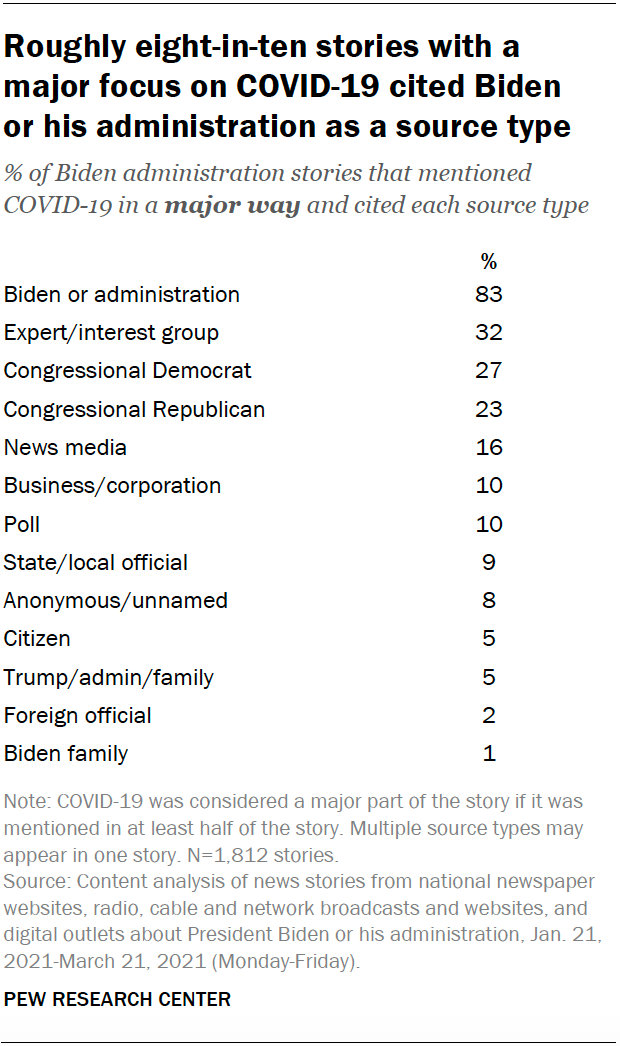 Roughly eight-in-ten stories with a
major focus on COVID-19 cited Biden
or his administration as a source type
% of Biden administration stories that mentioned
COVID-19 in a major way and cited each source type
%
Biden or administration 83
Expert/interest group 32
Congressional Democrat 27
Congressional Republican 23
News media 16
Business/corporation 10
Poll 10
State/local official 9
Anonymous/unnamed 8
Citizen 5
Trump/admin/family 5
Foreign official 2
Biden family 1
Note: COVID-19 was considered a major part of the story if it was
mentioned in at least half of the story. Multiple source types may
appear in one story. N=1,812 stories.
Source: Content analysis of news stories from national newspaper
websites, radio, cable and network broadcasts and websites, and
digital outlets about President Biden or his administration, Jan. 21,
2021-March 21, 2021 (Monday-Friday).
PEW RESEARCH CENTER